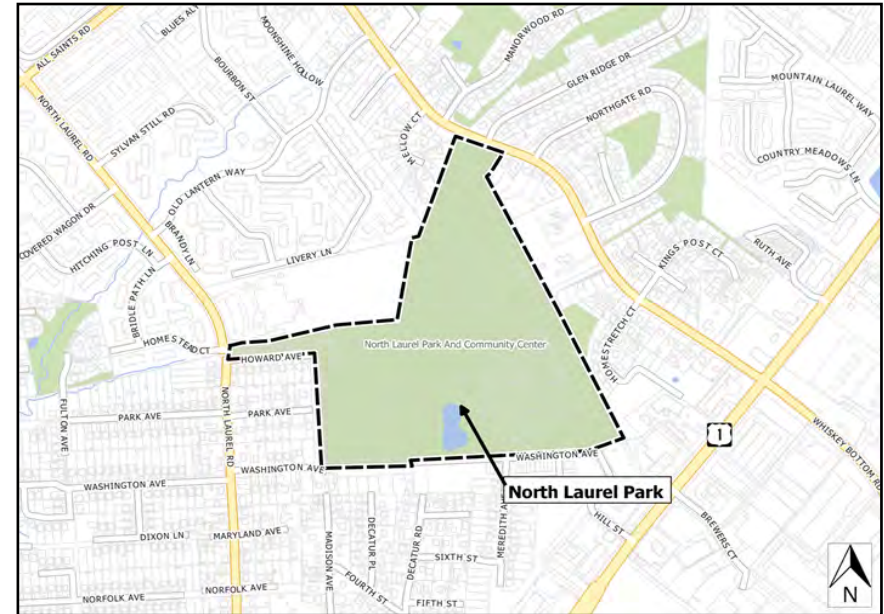 ALL SAINTS RD
BLUES AL
MOONSHINE HOLLOW
MANORWOOD RD
BOURBON ST
GLEN RIDGE DR
NORTHGATE RD
MOUNTAIN LAUREL WAY
NORTH LAUREL RD
SYLVAN STILL RD
MELLOW CT
COUNTRY MEADOWS LN
OLD LANTERN WAY
COVERED WAGON DR
HITCHING POST LN
BRANDY LN
LIVERY LN
KINGS POST CT
RUTH AVE
BRIDLE PATH LN
HOMESTEAD CT
HOWARD AVE
North Laurel Park And Community Center
HOMESTRETCH CT
FULTON AVE
PARK AVE
PARK AVE
NORTH LAUREL RD
1
WHISKEY BOTTOM RD
WASHINGTON AVE
WASHINGTON AVE
WASHINGTON AVE
North Laurel Park
HILL ST
BREWERS CT
DIXON LN
MARYLAND AVE
MADISON AVE
DECATUR PL
DECATUR RD
SIXTH ST
MEREDITH AVE
FOURTH ST
FIFTH ST
NORFOLK AVE
NORFOLK AVE
N